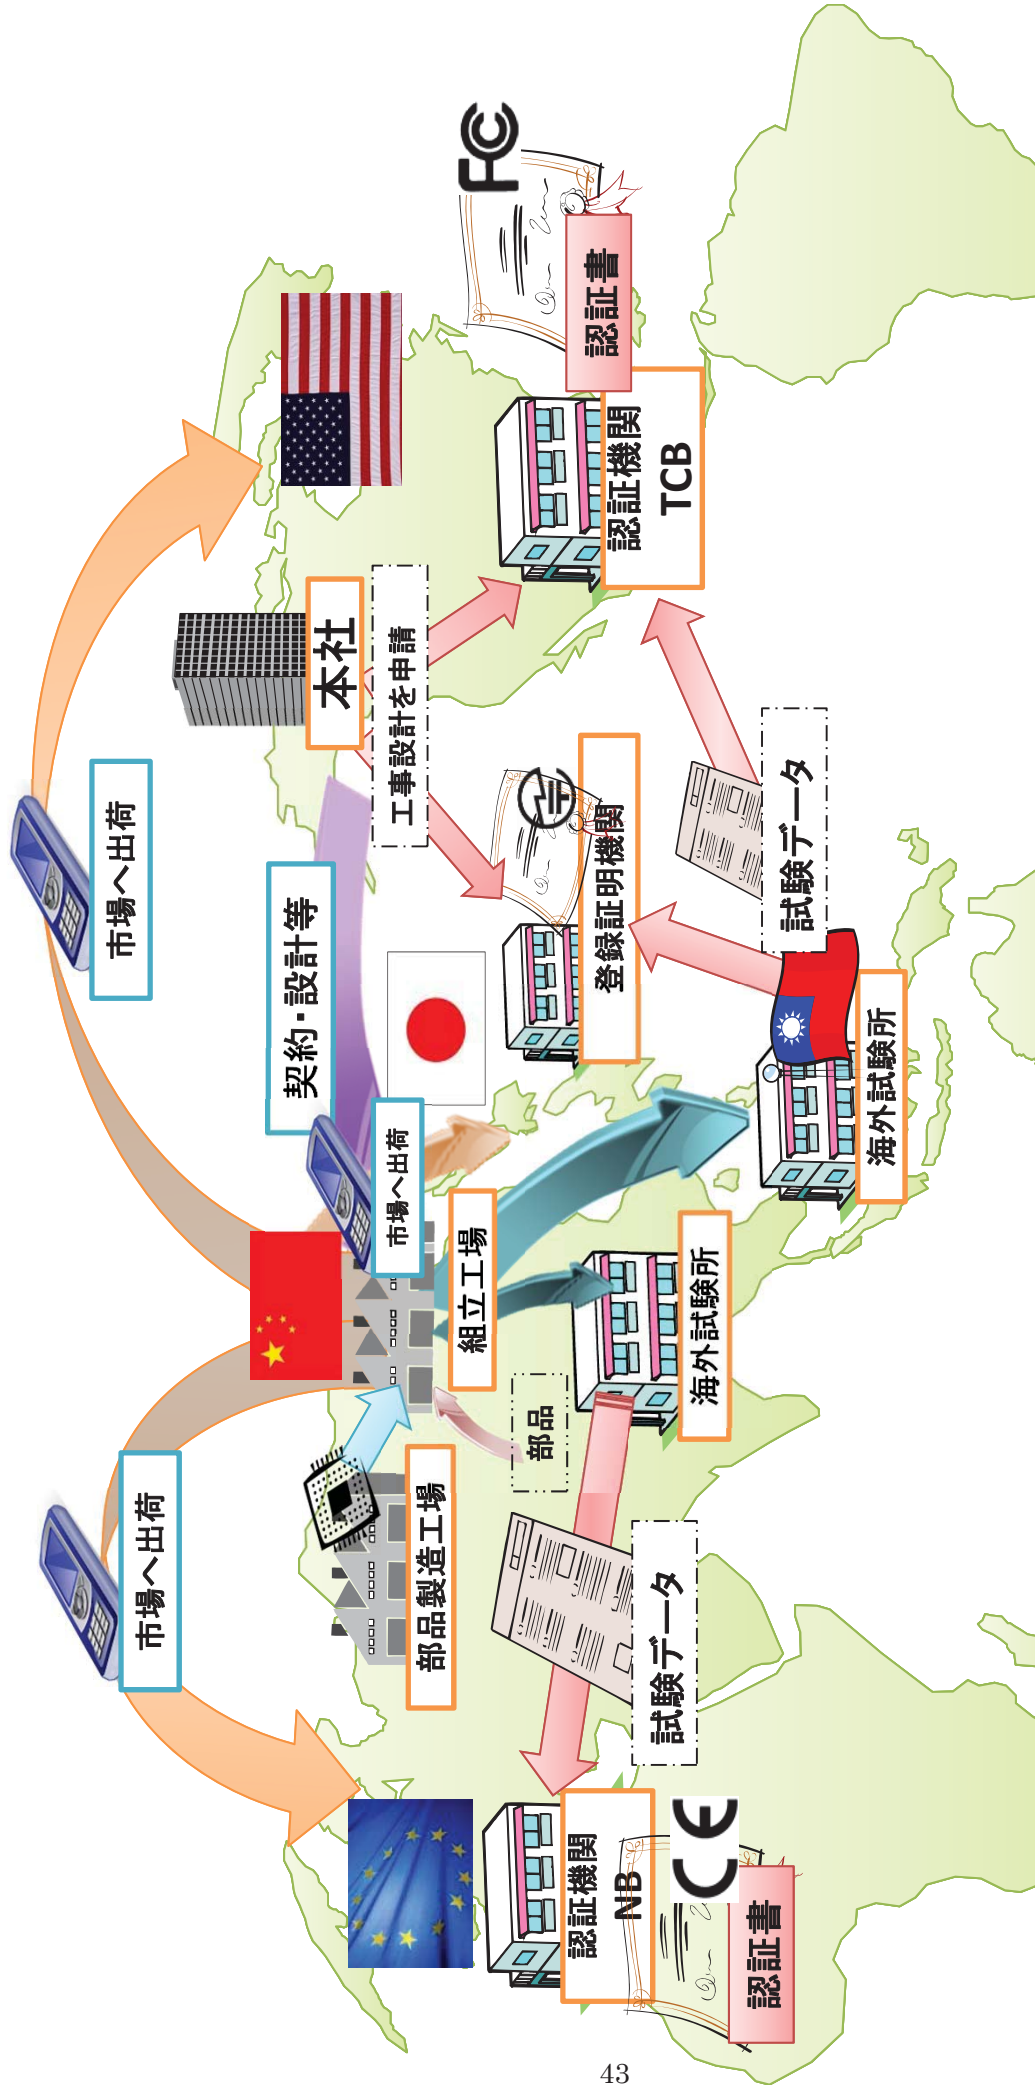 市場へ出荷
市場へ出荷
契約・設計等
本社
工事設計を申請
市場へ出荷
組立工場
部品製造工場
部品
認証機関
NB
CE
認証書
試験データ
海外試験所
海外試験所
登録証明機関
試験データ
認証機関
TCB
認証書
FC
43